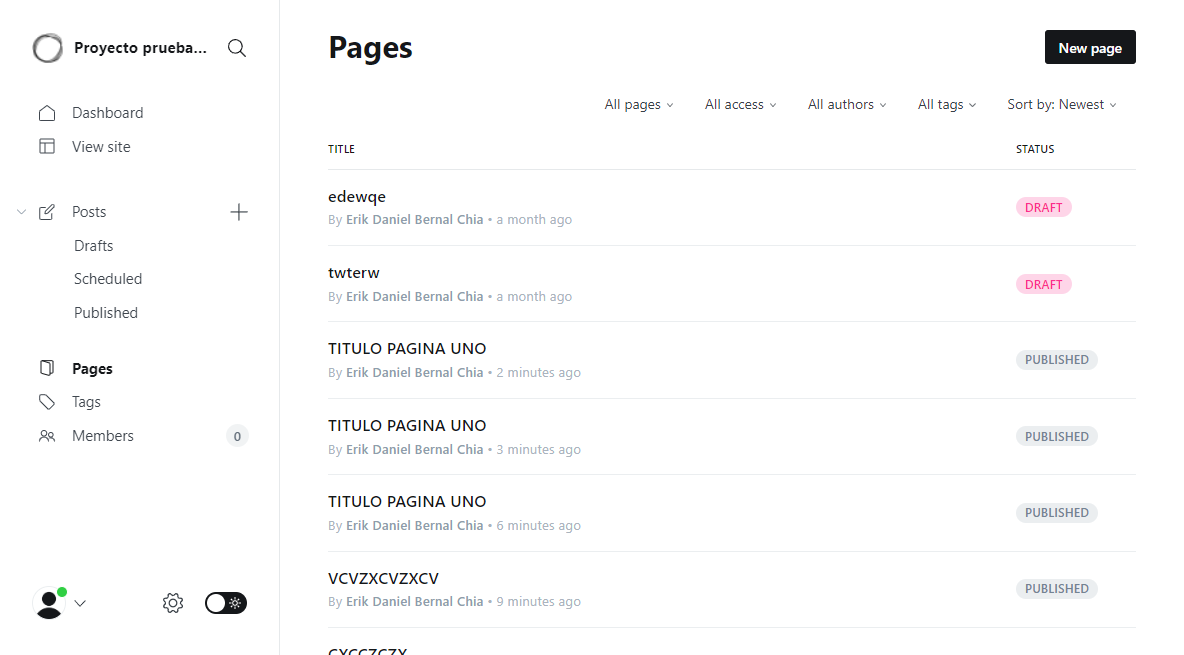 Proyecto prueba...
Dashboard
View site
Posts
Drafts
Scheduled
Published
Pages
Tags
Members 0
Pages
New page
All pages All access All authors All tags Sort by: Newest
TITLE STATUS
edewqe
By Erik Daniel Bernal Chia • a month ago
DRAFT
twterw
By Erik Daniel Bernal Chia • a month ago
DRAFT
TITULO PAGINA UNO
By Erik Daniel Bernal Chia • 2 minutes ago
PUBLISHED
TITULO PAGINA UNO
By Erik Daniel Bernal Chia • 3 minutes ago
PUBLISHED
TITULO PAGINA UNO
By Erik Daniel Bernal Chia • 6 minutes ago
PUBLISHED
VCVZXCVZXCV
By Erik Daniel Bernal Chia • 9 minutes ago
PUBLISHED